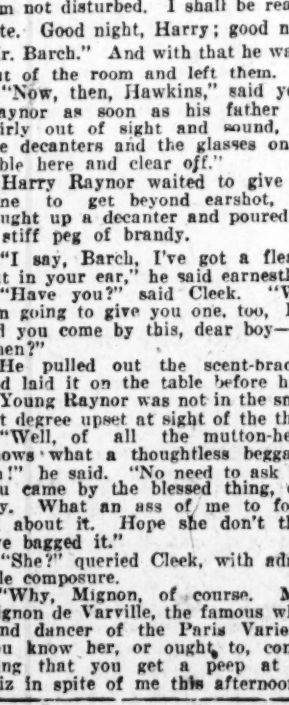 m not disturbed. I shall be rea
te. Good night, Harry; good n
r. Barch." And with that he wa
t of the room and left them.
"Now, then, Hawkins," said y
aynor as soon as his father
irly out of sight and sound,
e decanters and the glasses on
ble here and clear off."
Harry Raynor waited to give
ne to get beyond earshot,
ught up a decanter and poured
stiff peg of brandy.
"I say, Barch, I've got a flea
t in your ear," he said earnestl
"Have you?" said Cleek. "W
n going to give you one, too, 
d you come by this, dear boy—
hen?"
He pulled out the scent-brac
d laid it on the table before h
Young Raynor was not in the sm
t degree upset at sight of the th
"Well, of all the mutton-he
ows what a thoughtless begga
n!" he said. "No need to ask
u came by the blessed thing,
y. What an ass of me to fo
about it. Hope she don't th
e bagged it."
"She?" queried Cleek, with adm
le composure.
"Why, Mignon, of course. M
ignon de Varville, the famous w
nd dancer of the Paris Varie
u know her, or ought, to, con
ing that you get a peep at
iz in spite of me this afternoo